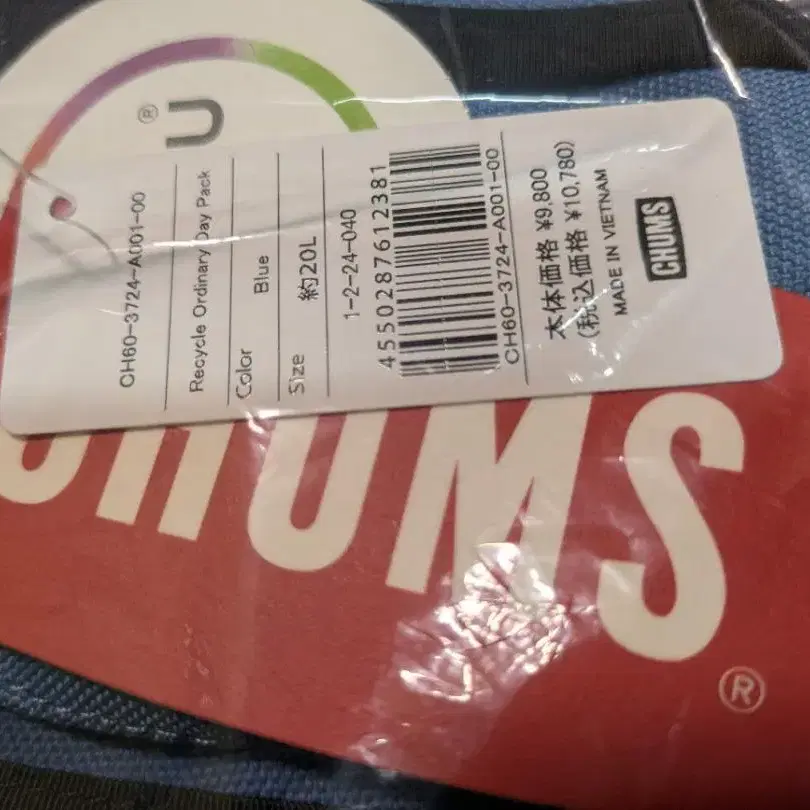 U®
CH60-3724-A001-00
Recycle Ordinary Day Pack
Color Blue
Size 約20L
1-2-24-040
4550287612381
CH60-3724-A001-00
本体価格 ¥9,800
(税込価格 ¥10,780)
MADE IN VIETNAM
CHUMS
CHUMS®